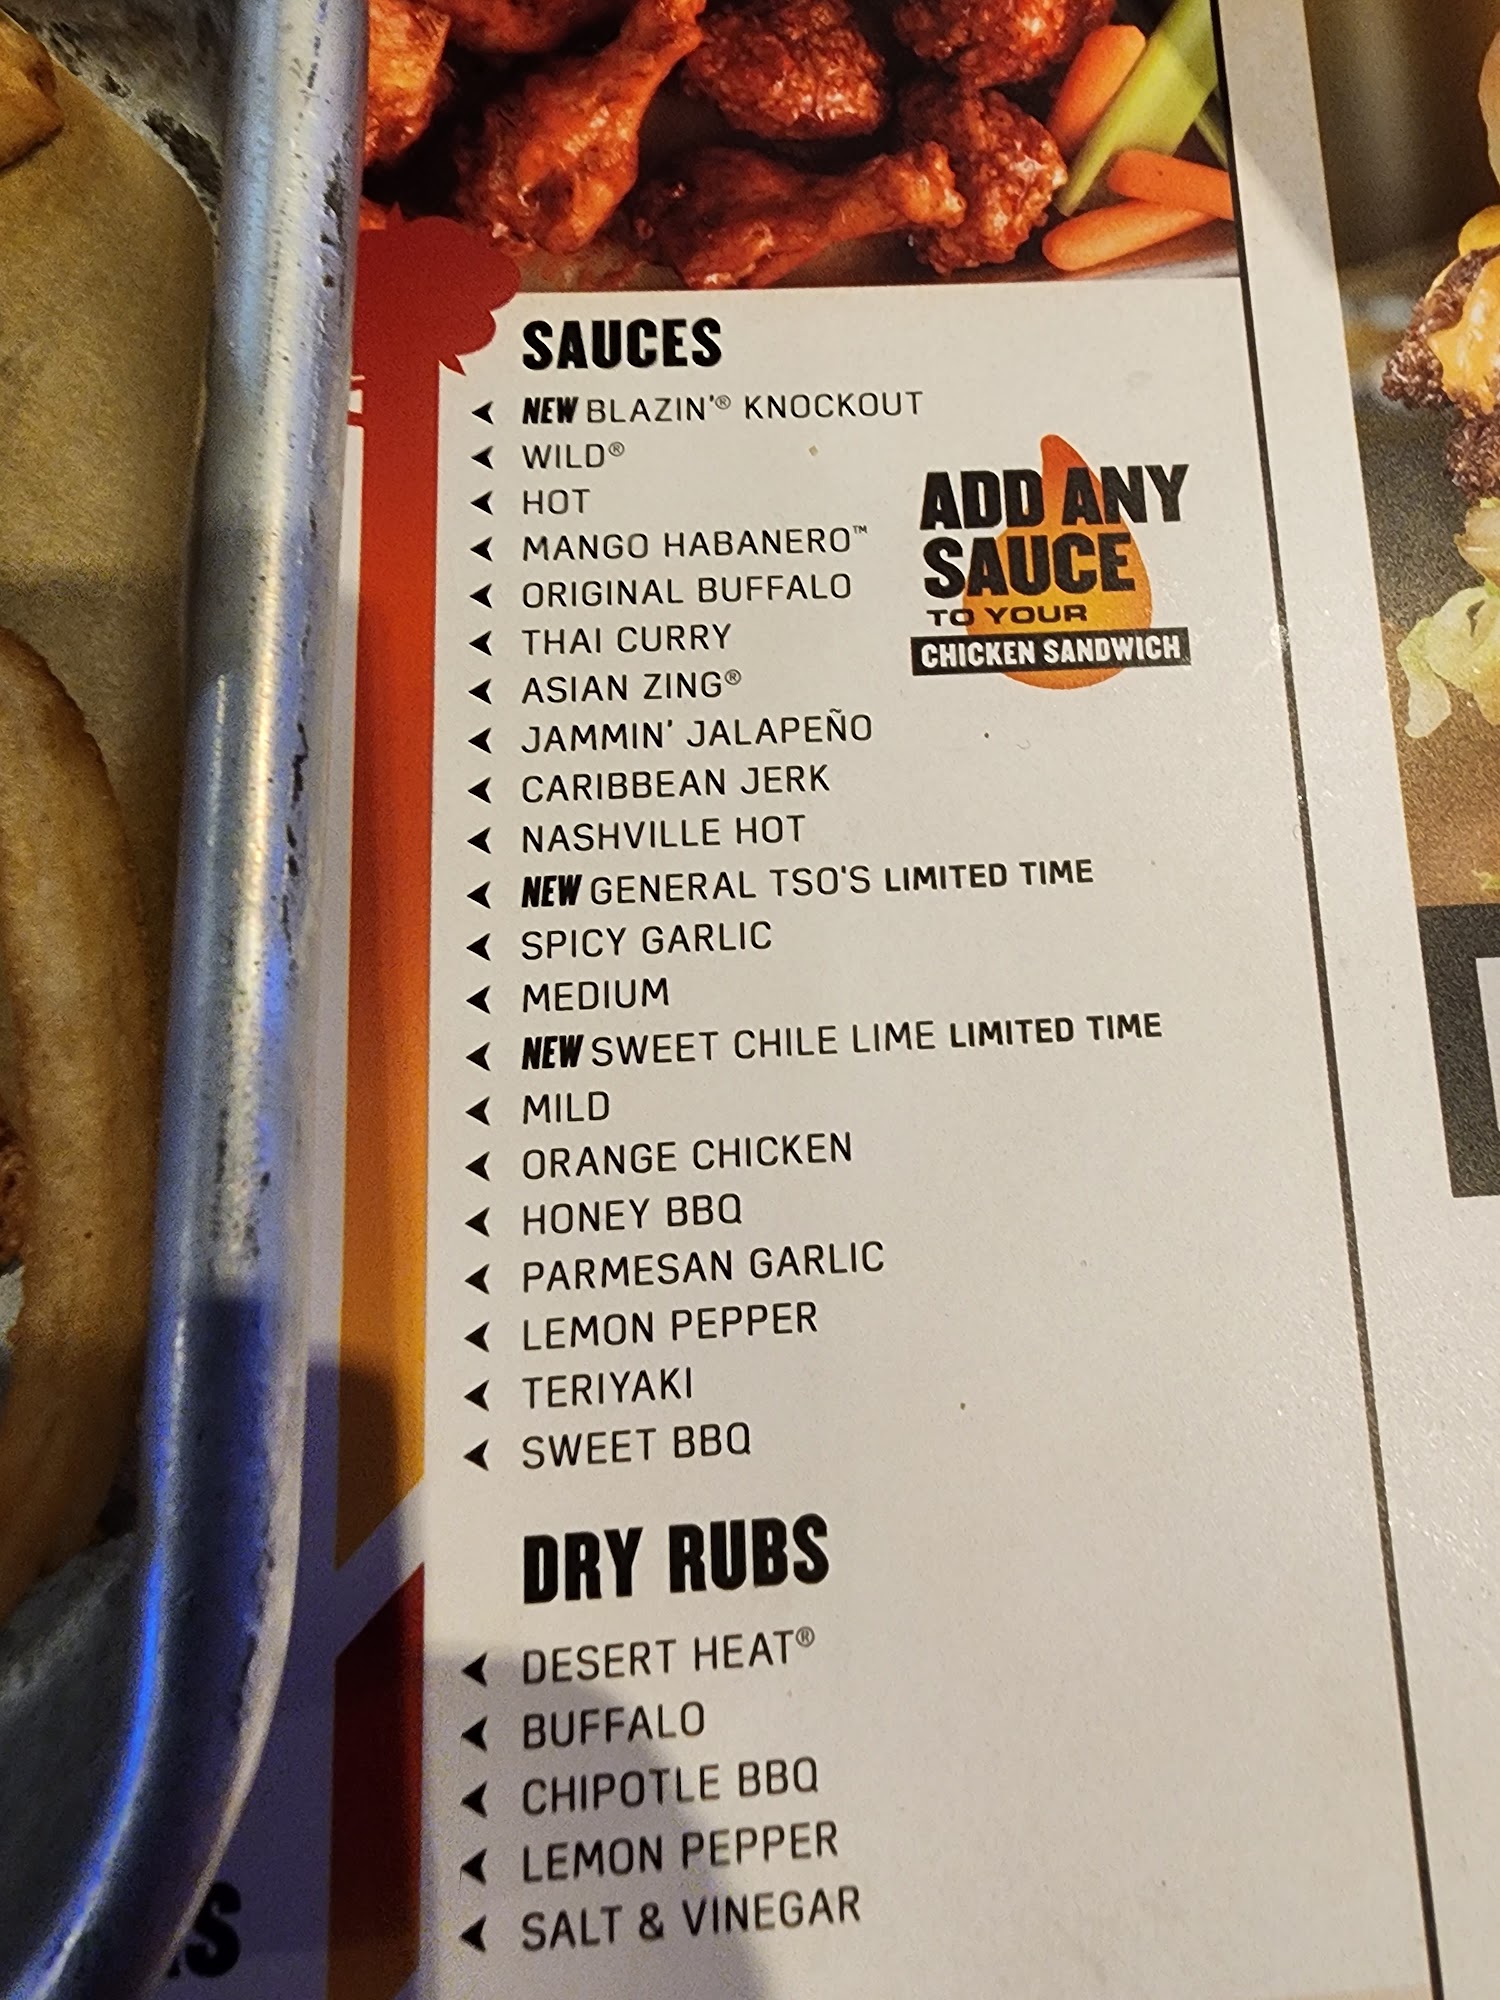 SAUCES
NEW BLAZIN'® KNOCKOUT
WILD®
HOT
MANGO HABANERO™
ORIGINAL BUFFALO
THAI CURRY
ASIAN ZING®
JAMMIN' JALAPEÑO
CARIBBEAN JERK
NASHVILLE HOT
NEW GENERAL TSO'S LIMITED TIME
SPICY GARLIC
MEDIUM
NEW SWEET CHILE LIME LIMITED TIME
MILD
ORANGE CHICKEN
HONEY BBQ
PARMESAN GARLIC
LEMON PEPPER
TERIYAKI
SWEET BBQ
ADD ANY
SAUCE
TO YOUR
CHICKEN SANDWICH
DRY RUBS
DESERT HEAT®
BUFFALO
CHIPOTLE BBQ
LEMON PEPPER
SALT & VINEGAR